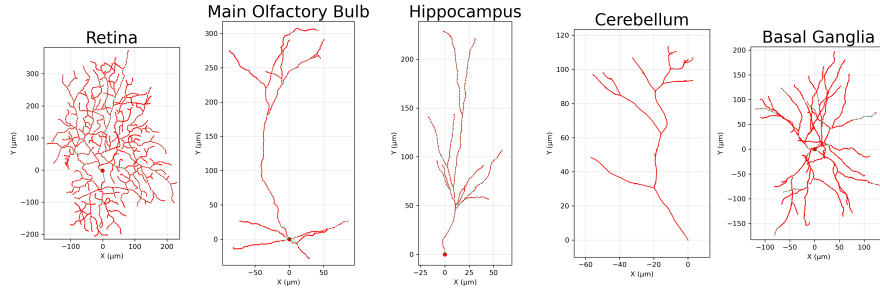 Retina
Main Olfactory Bulb
Hippocampus
Cerebellum
Basal Ganglia
300
200
100
0
−100
−200
−100 0 100 200
X (μm)
Y (μm)
300
250
200
150
100
50
0
−50 0 50
X (μm)
Y (μm)
200
150
100
50
0
−25 0 25 50
X (μm)
Y (μm)
120
100
80
60
40
20
0
−60 −40 −20 0
X (μm)
Y (μm)
200
150
100
50
0
−50
−100
−150
−100 −50 0 50 100
X (μm)
Y (μm)